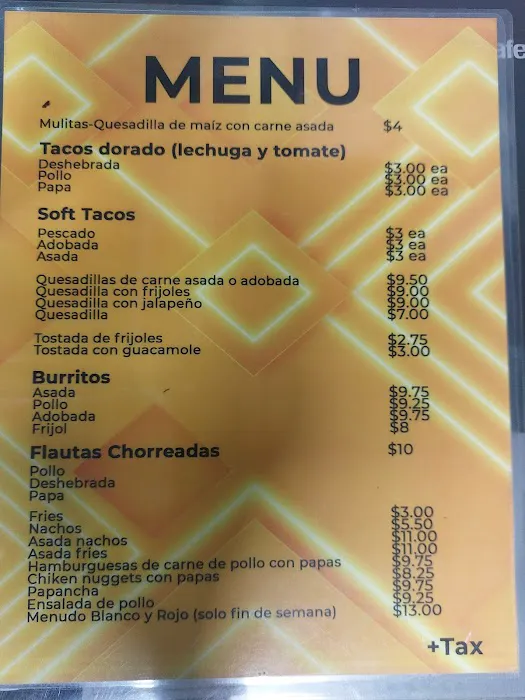 MENU
Mulitas-Quesadilla de maíz con carne asada $4
Tacos dorado (lechuga y tomate)
Deshebrada $3.00 ea
Pollo $3.00 ea
Papa $3.00 ea
Soft Tacos
Pescado $3 ea
Adobada $3 ea
Asada $3 ea
Quesadillas de carne asada o adobada $9.50
Quesadilla con frijoles $9.00
Quesadilla con jalapeño $9.00
Quesadilla $7.00
Tostada de frijoles $2.75
Tostada con guacamole $3.00
Burritos
Asada $9.75
Pollo $9.25
Adobada $9.75
Frijol $8
Flautas Chorreadas $10
Pollo
Deshebrada
Papa
Fries $3.00
Nachos $5.50
Asada nachos $11.00
Asada fries $11.00
Hamburguesas de carne de pollo con papas $9.75
Chiken nuggets con papas $8.25
Papancha $9.75
Ensalada de pollo $9.25
Menudo Blanco y Rojo (solo fin de semana) $13.00
+Tax